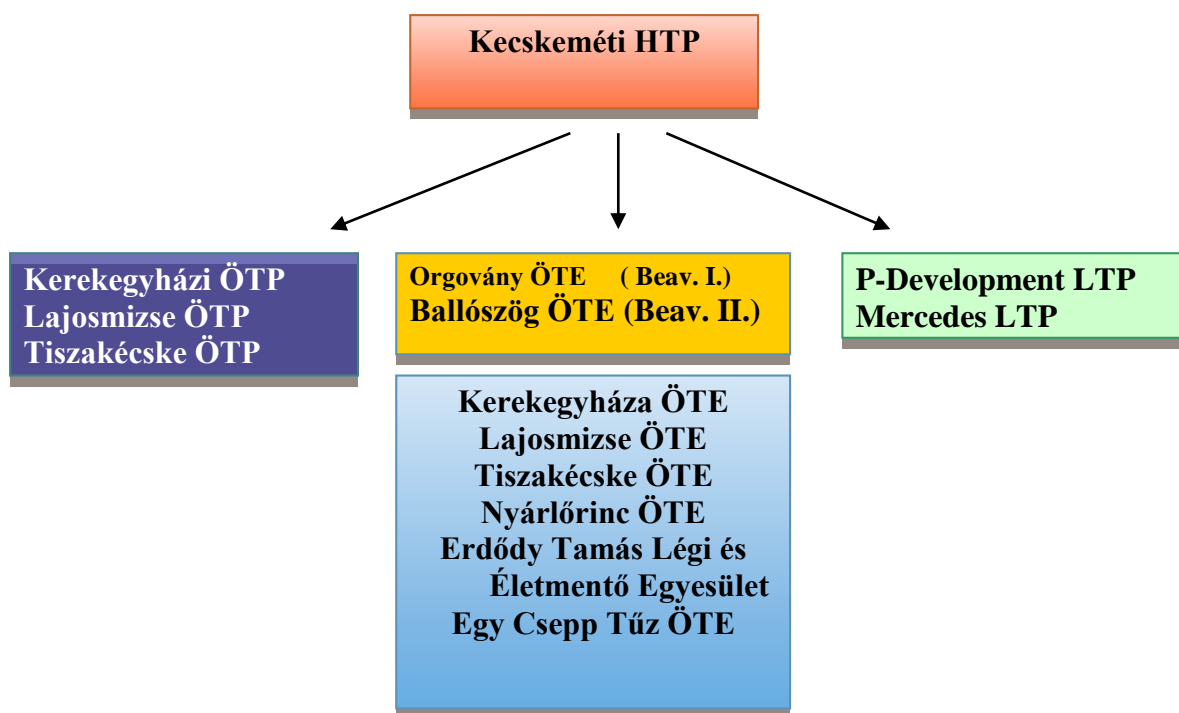 Kecskeméti HTP
Kerekegyházi ÖTP
Lajosmizse ÖTP
Tiszakécske ÖTP
Orgovány ÖTE ( Beav. I.)
Ballószög ÖTE (Beav. II.)
Kerekegyháza ÖTE
Lajosmizse ÖTE
Tiszakécske ÖTE
Nyárlőrinc ÖTE
Erdődy Tamás Légi és
Életmentő Egyesület
Egy Csepp Tűz ÖTE
P-Development LTP
Mercedes LTP